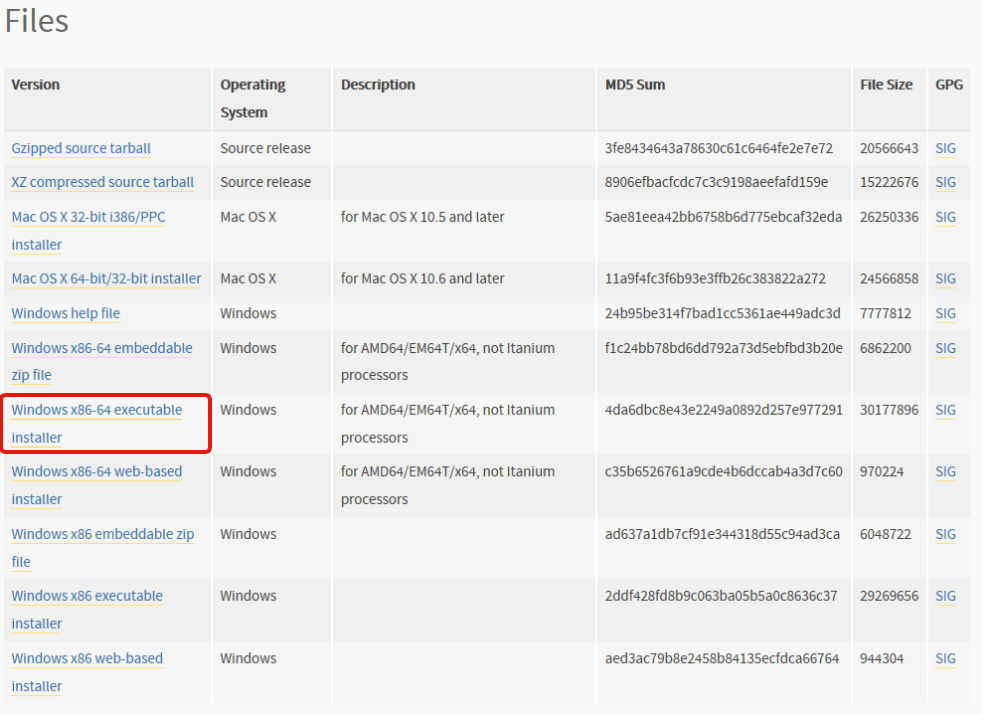 Files
Version Operating System Description MD5 Sum File Size GPG
Gzipped source tarball Source release 3fe8434643a78630c61c6464fe2e7e72 20566643 SIG
XZ compressed source tarball Source release 8906efbacfcdc7c3c9198aeefafd159e 15222676 SIG
Mac OS X 32-bit i386/PPC installer Mac OS X for Mac OS X 10.5 and later 5ae81eea42bb6758b6d775ebcaf32eda 26250336 SIG
Mac OS X 64-bit/32-bit installer Mac OS X for Mac OS X 10.6 and later 11a9f4fc3f6b93e3ffb26c383822a272 24566858 SIG
Windows help file Windows 24b95be314f7bad1cc5361ae449adc3d 7777812 SIG
Windows x86-64 embeddable zip file Windows for AMD64/EM64T/x64, not Itanium processors f1c24bb78bd6dd792a73d5ebfbd3b20e 6862200 SIG
Windows x86-64 executable installer Windows for AMD64/EM64T/x64, not Itanium processors 4da6dbc8e43e2249a0892d257e977291 30177896 SIG
Windows x86-64 web-based installer Windows for AMD64/EM64T/x64, not Itanium processors c35b6526761a9cde4b6dccab4a3d7c60 970224 SIG
Windows x86 embeddable zip file Windows ad637a1db7cf91e344318d55c94ad3ca 6048722 SIG
Windows x86 executable installer Windows 2ddf428fd8b9c063ba05b5a0c8636c37 29269656 SIG
Windows x86 web-based installer Windows aed3ac79b8e2458b84135ecfdca66764 944304 SIG